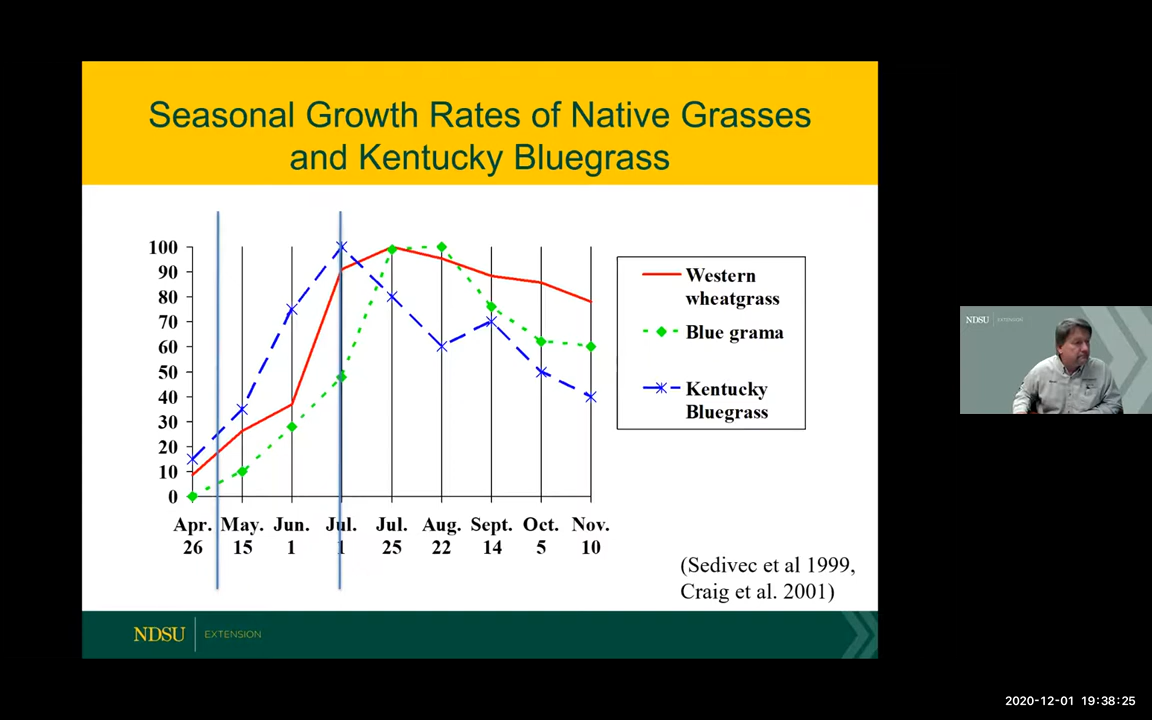 Seasonal Growth Rates of Native Grasses
and Kentucky Bluegrass
100
90
80
70
60
50
40
30
20
10
0
Apr. May. Jun. Jul. Jul. Aug. Sept. Oct. Nov.
26 15 1 1 25 22 14 5 10
Western
wheatgrass
Blue grama
Kentucky
Bluegrass
(Sedivec et al 1999,
Craig et al. 2001)
NDSU EXTENSION
NDSU EXTENSION
2020-12-01 19:38:25